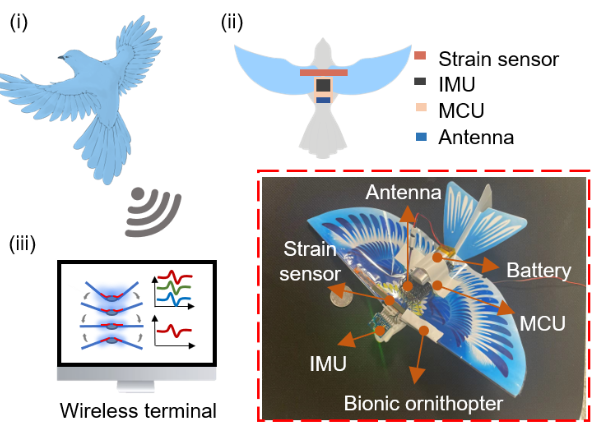 (i)
(ii)
Strain sensor
IMU
MCU
Antenna
(iii)
Wireless terminal
Antenna
Strain
sensor
Battery
MCU
IMU
Bionic ornithopter